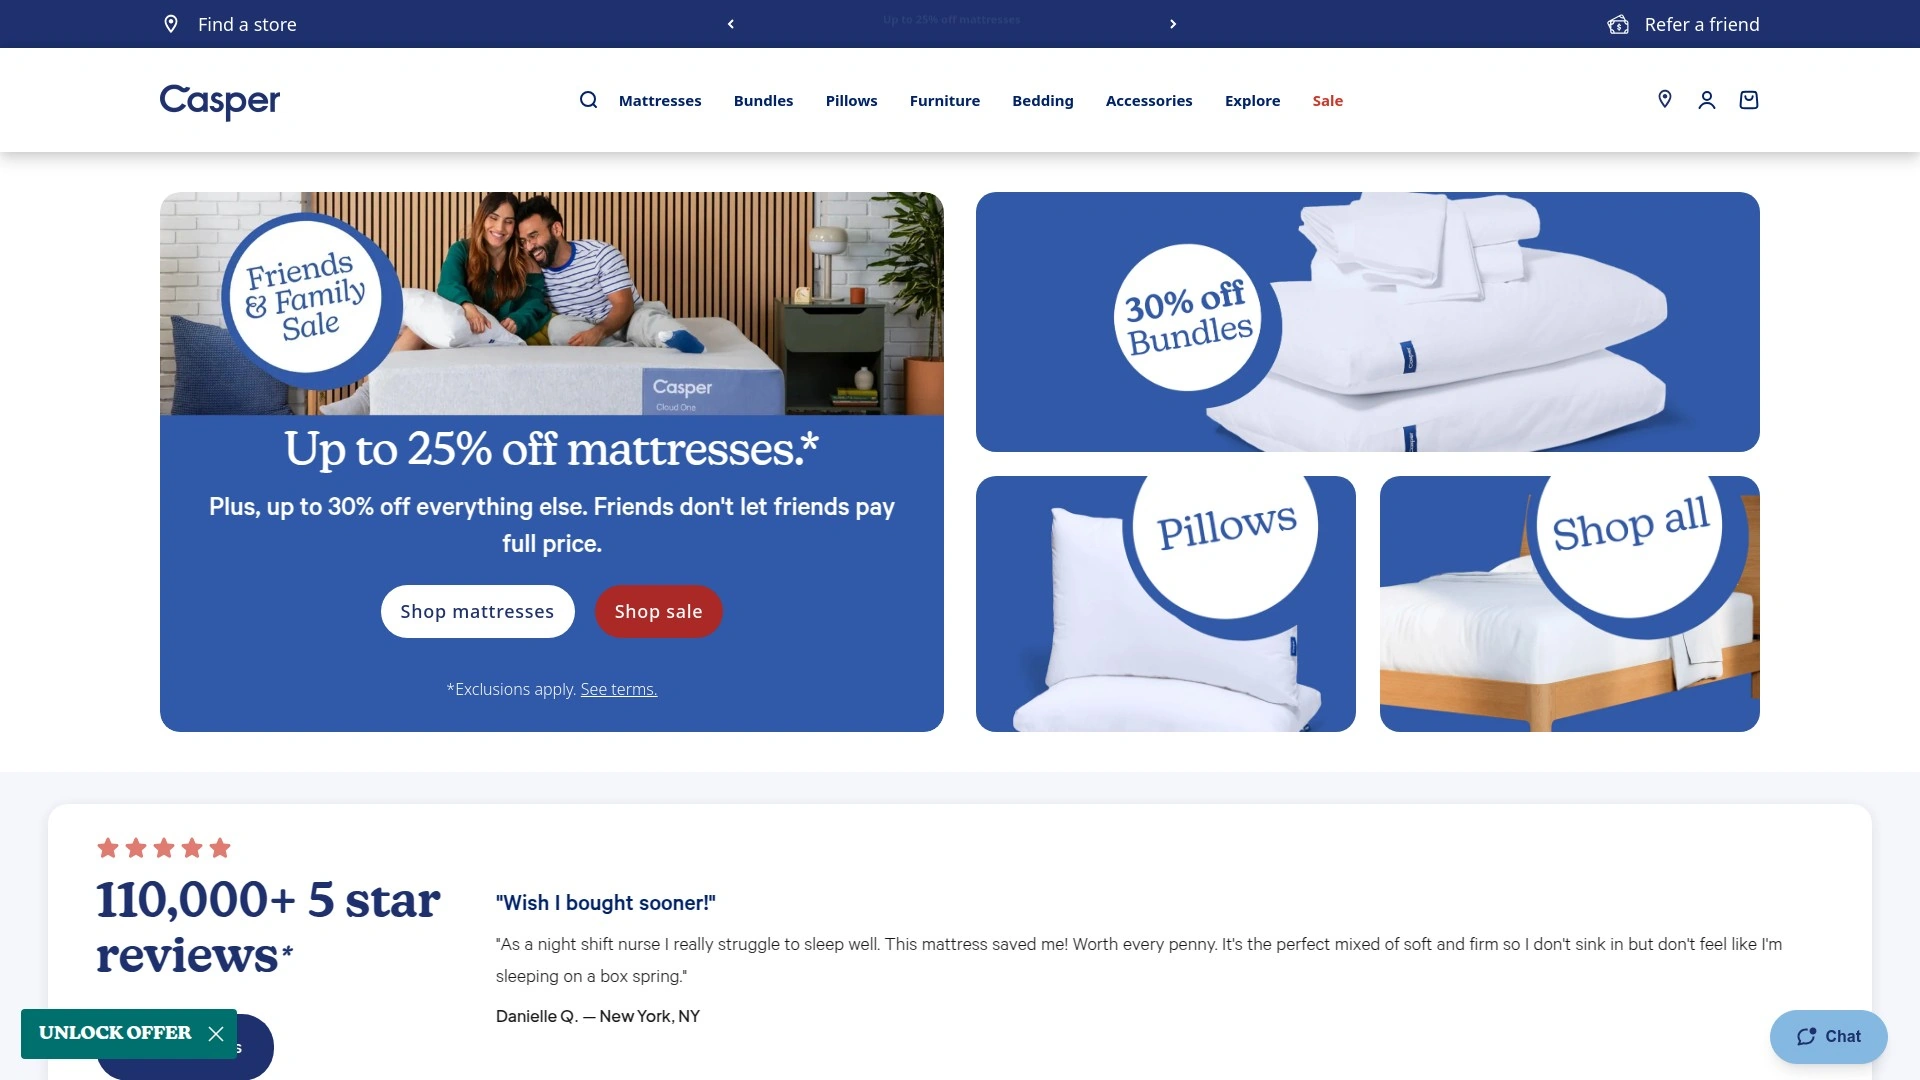 Find a store
Up to 25% off mattresses
Refer a friend
Casper
Mattresses
Bundles
Pillows
Furniture
Bedding
Accessories
Explore
Sale
Friends
& Family
Sale
Casper
Cloud One
Up to 25% off mattresses.*
Plus, up to 30% off everything else. Friends don't let friends pay
full price.
Shop mattresses
Shop sale
*Exclusions apply. See terms.
30% off
Bundles
Casper
Casper
Pillows
Shop all
110,000+ 5 star
reviews*
"Wish I bought sooner!"
"As a night shift nurse I really struggle to sleep well. This mattress saved me! Worth every penny. It's the perfect mixed of soft and firm so I don't sink in but don't feel like I'm
sleeping on a box spring."
Danielle Q. — New York, NY
UNLOCK OFFER
Chat